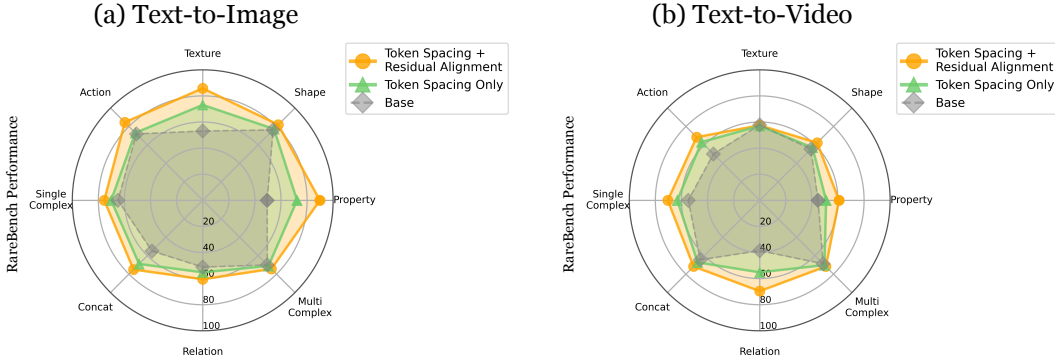 (a) Text-to-Image
Texture
Token Spacing +
Residual Alignment
Token Spacing Only
Base
Action
Shape
RareBench Performance
Single
Complex
Property
20
40
60
80
100
Concat
Multi
Complex
Relation
(b) Text-to-Video
Texture
Token Spacing +
Residual Alignment
Token Spacing Only
Base
Action
Shape
RareBench Performance
Single
Complex
Property
20
40
60
80
100
Concat
Multi
Complex
Relation